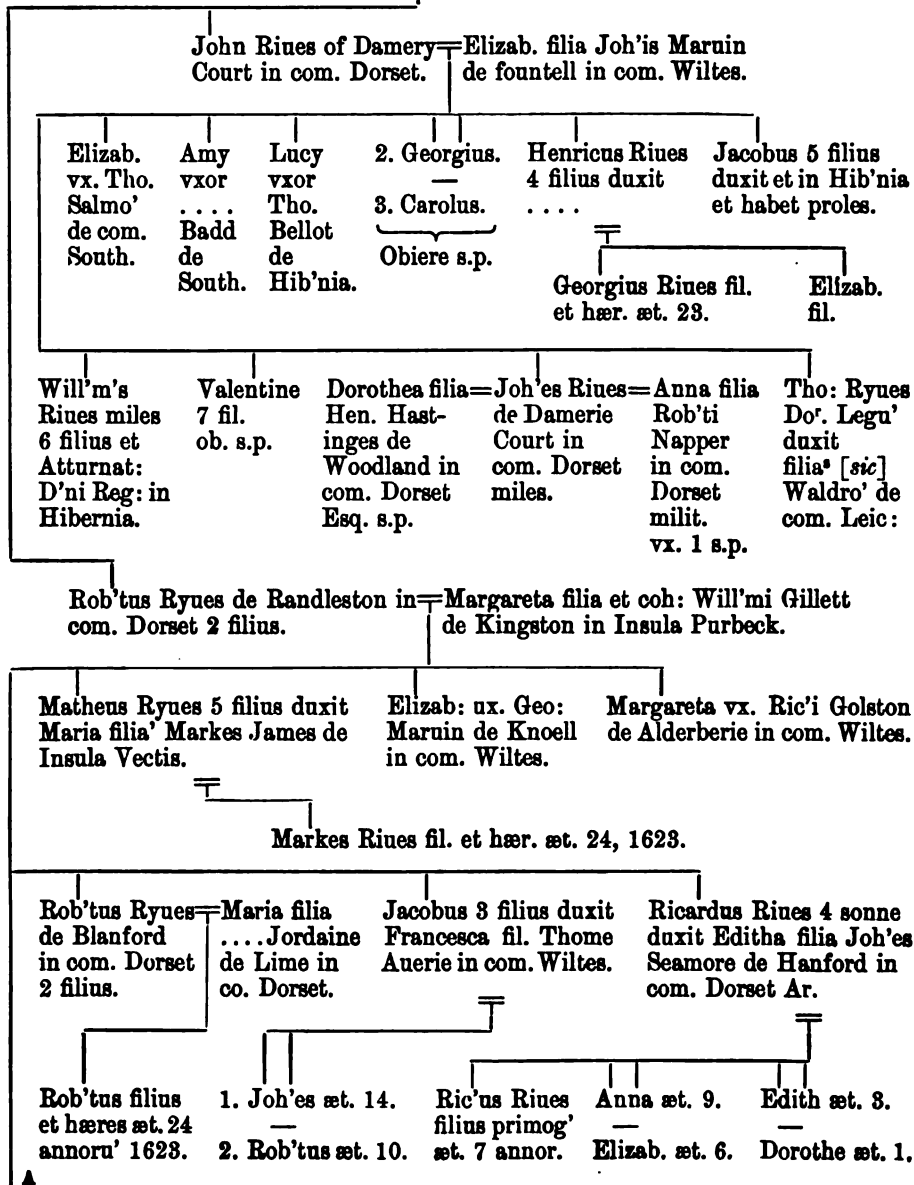 John Riues of Damery Elizab. filia Joh'is Maruin
Court in com. Dorset. de fountell in com. Wiltes.
Elizab.
vx. Tho.
Salmo'
de com.
South.
Amy
vxor
. . . .
Badd
de
South.
Lucy
vxor
Tho.
Bellot
de
Hib'nia.
2. Georgius.
—
3. Carolus.
Obiere s.p.
Henricus Riues
4 filius duxit
. . . .
Jacobus 5 filius
duxit et in Hib'nia
et habet proles.
Georgius Riues fil.
et hær. æt. 23.
Elizab.
fil.
Will'm's
Riues miles
6 filius et
Atturnat:
D'ni Reg: in
Hibernia.
Valentine
7 fil.
ob. s.p.
Dorothea filia=
Hen. Hast-
inges de
Woodland in
com. Dorset
Esq. s.p.
Joh'es Riues=
de Damerie
Court in
com. Dorset
miles.
Anna filia
Rob'ti
Napper
in com.
Dorset
milit.
vx. 1 s.p.
Tho: Ryues
Doʳ. Legu'
duxit
filiaˢ [sic]
Waldro' de
com. Leic:
Rob'tus Ryues de Randleston in Margareta filia et coh: Will'mi Gillett
com. Dorset 2 filius. de Kingston in Insula Purbeck.
Matheus Ryues 5 filius duxit
Maria filia' Markes James de
Insula Vectis.
Elizab: ux. Geo:
Maruin de Knoell
in com. Wiltes.
Margareta vx. Ric'i Golston
de Alderberie in com. Wiltes.
Markes Riues fil. et hær. æt. 24, 1623.
Rob'tus Ryues
de Blanford
in com. Dorset
2 filius.
Maria filia
....Jordaine
de Lime in
co. Dorset.
Jacobus 3 filius duxit
Francesca fil. Thome
Auerie in com. Wiltes.
Ricardus Riues 4 sonne
duxit Editha filia Joh'es
Seamore de Hanford in
com. Dorset Ar.
Rob'tus filius
et hæres æt. 24
annoru' 1623.
1. Joh'es æt. 14.
—
2. Rob'tus æt. 10.
Ric'us Riues
filius primog'
æt. 7 annor.
Anna æt. 9.
—
Elizab. æt. 6.
Edith æt. 3.
—
Dorothe æt. 1.
A